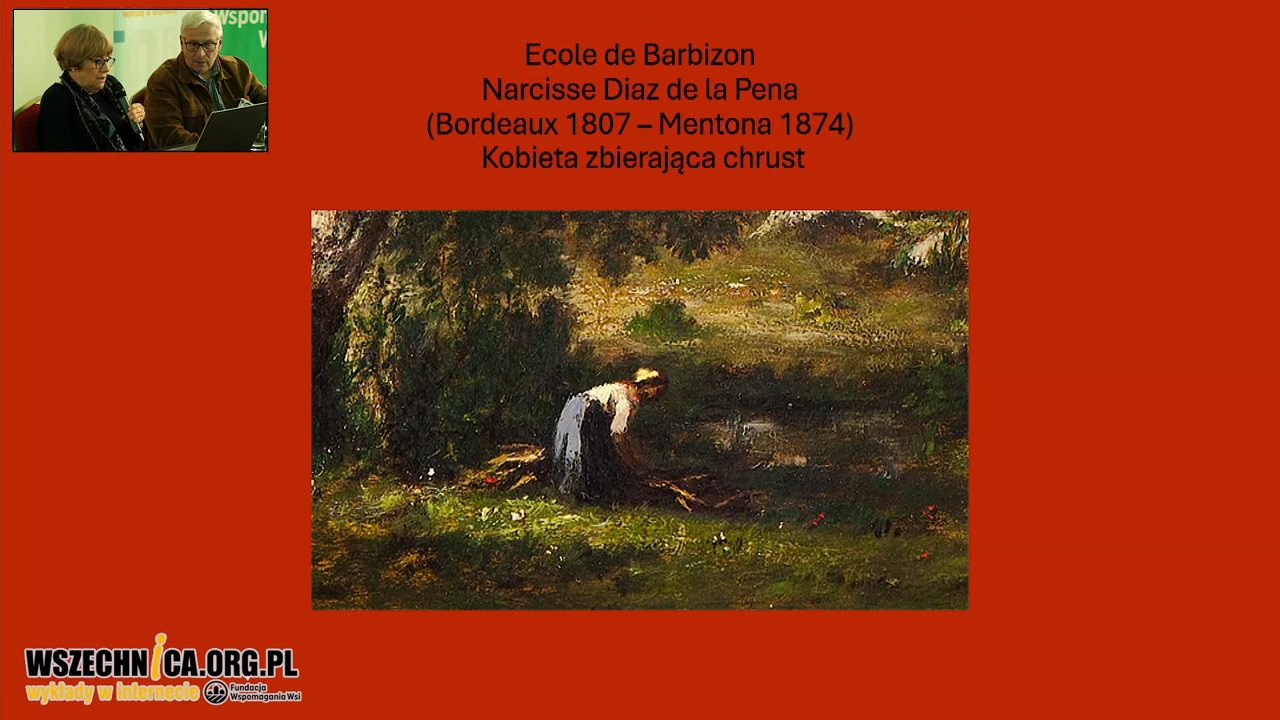 Wspom
W
Ecole de Barbizon
Narcisse Diaz de la Pena
(Bordeaux 1807 – Mentona 1874)
Kobieta zbierająca chrust
WSZECHNiCA.ORG.PL
wykłady w internecie
Fundacja
Wspomagania Wsi